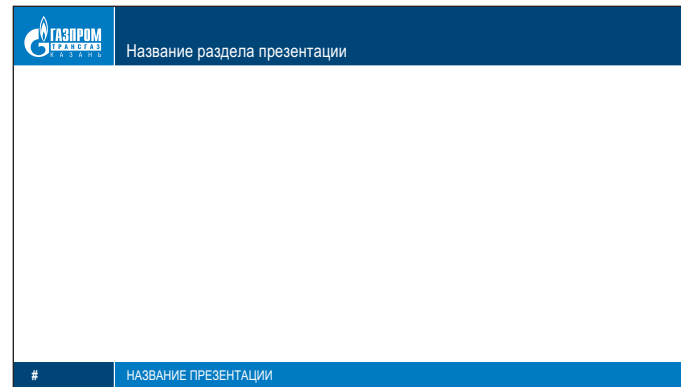 ГАЗПРОМ
ТРАНСГАЗ
КАЗАНЬ
Название раздела презентации
# НАЗВАНИЕ ПРЕЗЕНТАЦИИ